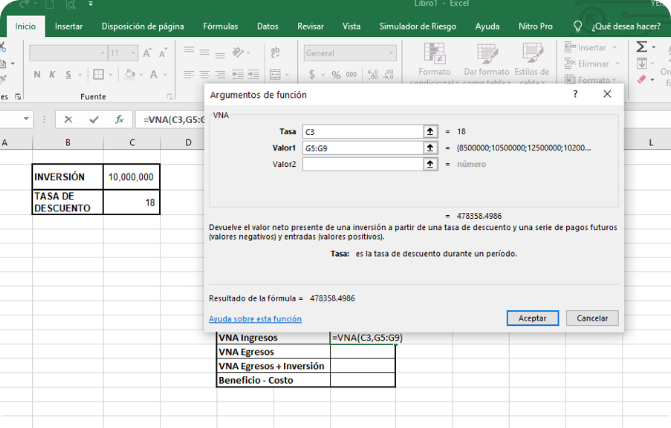 Libro1 - Excel
Inicio Insertar Disposición de página Fórmulas Datos Revisar Vista Simulador de Riesgo Ayuda Nitro Pro ¿Qué desea hacer?
11 A A General Insertar
N K S A $ % 000 Formato Dar formato Estilos de Eliminar
condicional como tabla celda Formato
Fuente
=VNA(C3,G5:G
A B C D L
INVERSIÓN 10,000,000
TASA DE
DESCUENTO 18
Argumentos de función ? ×
VNA
Tasa C3 = 18
Valor1 G5:G9 = {8500000;10500000;12500000;10200...
Valor2 = número
= 478358.4986
Devuelve el valor neto presente de una inversión a partir de una tasa de descuento y una serie de pagos futuros
(valores negativos) y entradas (valores positivos).
Tasa: es la tasa de descuento durante un período.
Resultado de la fórmula = 478358.4986
Ayuda sobre esta función Aceptar Cancelar
VNA Ingresos =VNA(C3,G5:G9)
VNA Egresos
VNA Egresos + Inversión
Beneficio - Costo